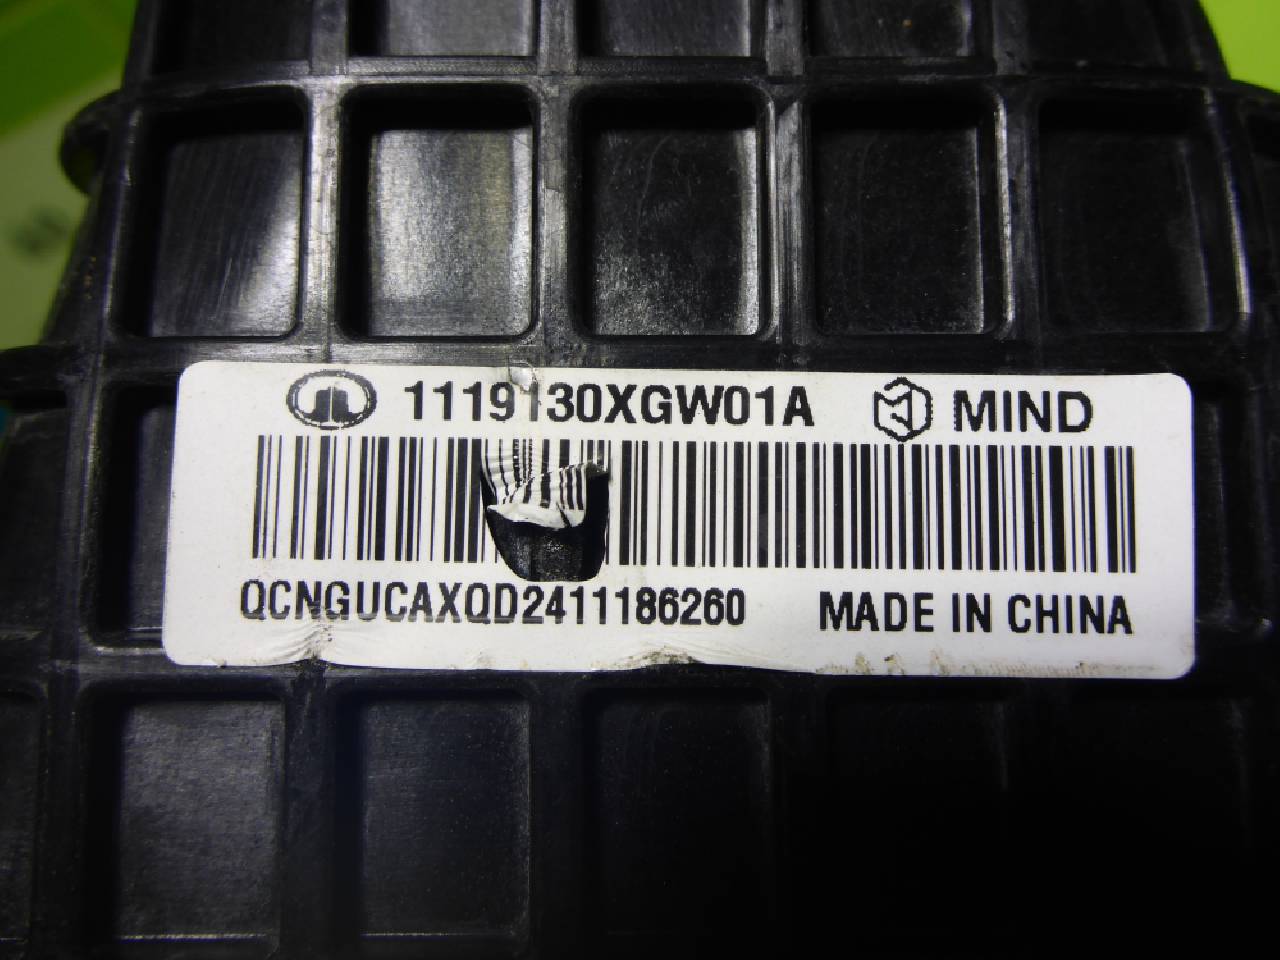 1119130XGW01A MIND
QCNGUCAXQD2411186260 MADE IN CHINA